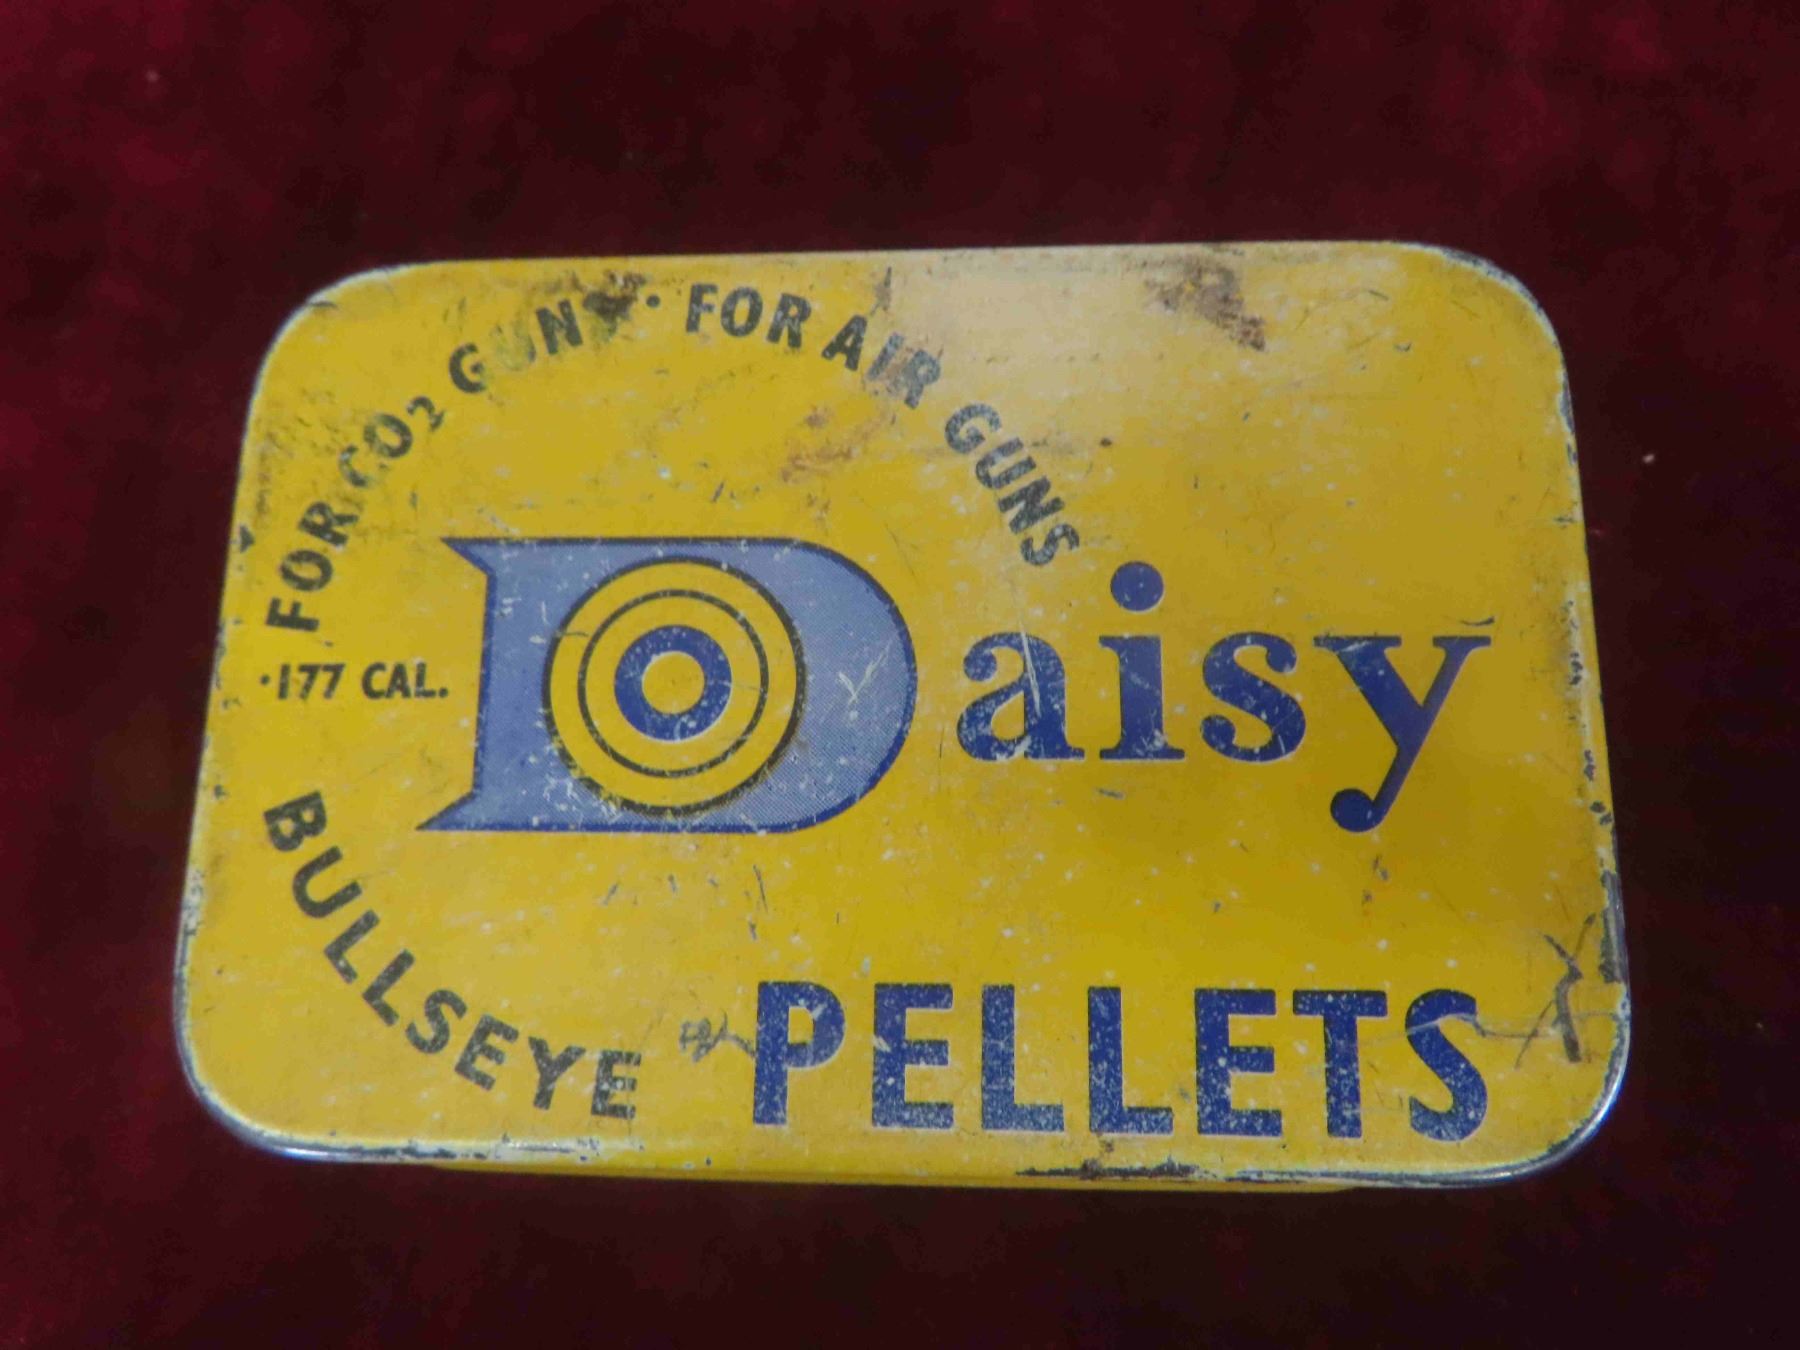 FOR CO₂ GUNS · FOR AIR GUNS
.177 CAL.
Daisy
BULLSEYE
PELLETS